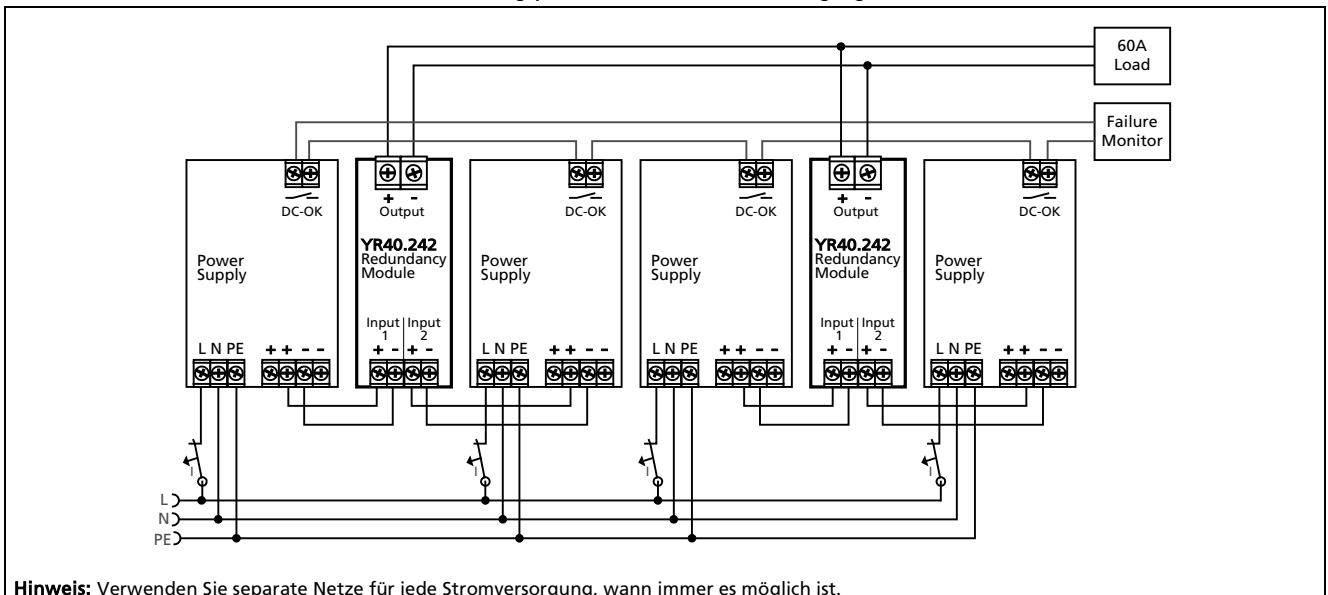 60A
Load
Failure
Monitor
DC-OK
+ -
Output
DC-OK
DC-OK
+ -
Output
DC-OK
Power
Supply
YR40.242
Redundancy
Module
Power
Supply
Power
Supply
YR40.242
Redundancy
Module
Power
Supply
L N PE
+ + - -
Input 1
Input 2
+ - + -
L N PE
+ + - -
L N PE
+ + - -
Input 1
Input 2
+ - + -
L N PE
+ + - -
I
I
I
I
L
N
PE
Hinweis: Verwenden Sie separate Netze für jede Stromversorgung, wann immer es möglich ist.